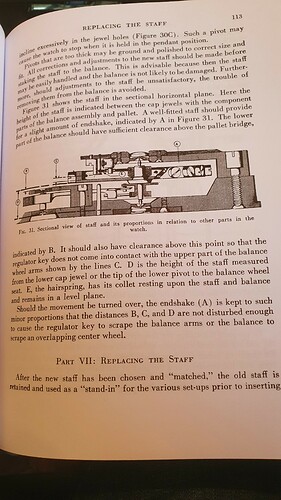 REPLACING THE STAFF 113
incline excessively in the jewel holes (Figure 30C). Such a pivot may
cause the watch to stop when it is held in the pendant position.
Pivots that are too thick may be ground and polished to correct size and
fit. All corrections and adjustments to the new staff should be made before
staking the staff to the balance. This is advisable because then the staff
may be easily handled and the balance is not likely to be damaged. Further-
more, should adjustments to the staff be unsatisfactory, the trouble of
removing them from the balance is avoided.
Figure 31 shows the staff in the sectional horizontal plane. Here the
height of the staff is indicated between the cap jewels with the component
parts of the balance assembly and pallet. A well-fitted staff should provide
for a slight amount of endshake, indicated by A in Figure 31. The lower
part of the balance should have sufficient clearance above the pallet bridge,
FIG. 31. Sectional view of staff and its proportions in relation to other parts in the
watch.
indicated by B. It should also have clearance above this point so that the
regulator key does not come into contact with the upper part of the balance
wheel arms shown by the lines C. D is the height of the staff measured
from the lower cap jewel or the tip of the lower pivot to the balance wheel
seat. E, the hairspring, has its collet resting upon the staff and balance
and remains in a level plane.
Should the movement be turned over, the endshake (A) is kept to such
minor proportions that the distances B, C, and D are not disturbed enough
to cause the regulator key to scrape the balance arms or the balance to
scrape an overlapping center wheel.
PART VII: REPLACING THE STAFF
After the new staff has been chosen and "matched," the old staff is
retained and used as a "stand-in" for the various set-ups prior to inserting